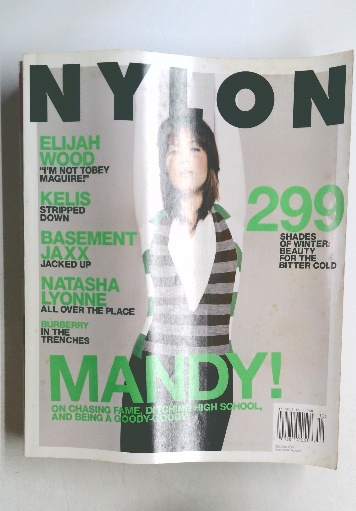 NYLON
ELIJAH
WOOD
"I'M NOT TOBEY
MAGUIRE!"
KELIS
STRIPPED
DOWN
BASEMENT
JAXX
JACKED UP
NATASHA
LYONNE
ALL OVER THE PLACE
BURBERRY
IN THE
TRENCHES
299
SHADES
OF WINTER:
BEAUTY
FOR THE
BITTER COLD
MANDY!
ON CHASING FAME, DITCHING HIGH SCHOOL,
AND BEING A GOODY-GOODY